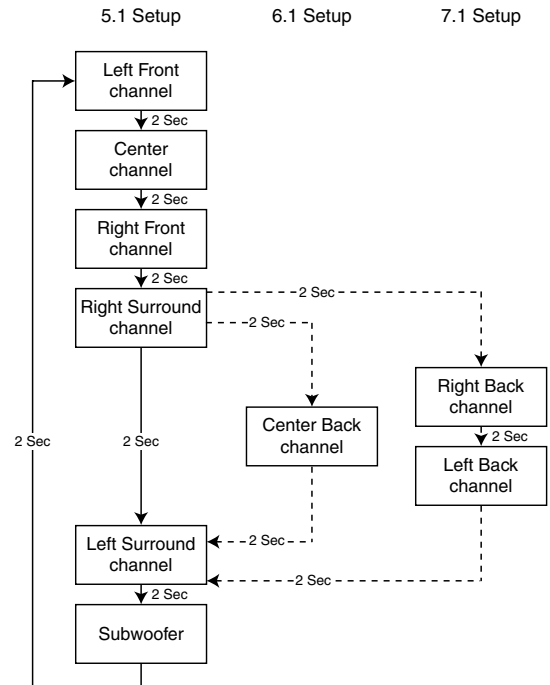 5.1 Setup 6.1 Setup 7.1 Setup
Left Front
channel
2 Sec
Center
channel
2 Sec
Right Front
channel
2 Sec
Right Surround
channel
2 Sec
2 Sec
Right Back
channel
2 Sec
Left Back
channel
Center Back
channel
2 Sec
2 Sec
2 Sec
2 Sec
Left Surround
channel
2 Sec
Subwoofer